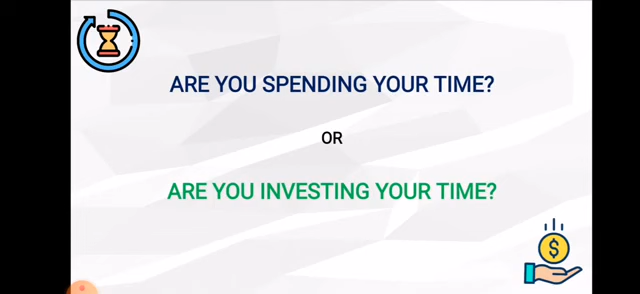 ARE YOU SPENDING YOUR TIME?
OR
ARE YOU INVESTING YOUR TIME?
$